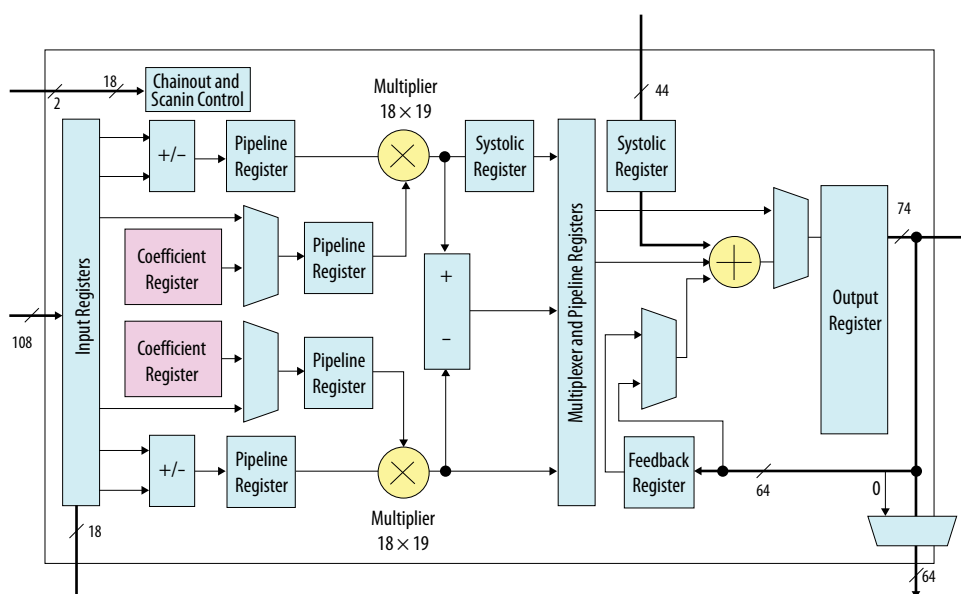 44
18
2
Chainout and
Scanin Control
Multiplier
18 × 19
+/–
Pipeline
Register
Systolic
Register
Systolic
Register
74
Coefficient
Register
Pipeline
Register
Input Registers
+
–
Multiplexer and Pipeline Registers
Output
Register
108
Coefficient
Register
Pipeline
Register
+/–
Pipeline
Register
Feedback
Register
64
0
Multiplier
18 × 19
18
64